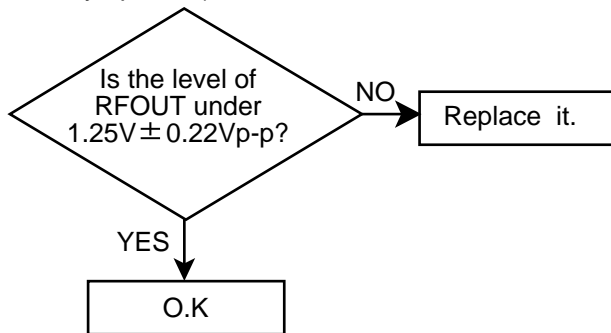 Is the level of
RFOUT under
1.25V±0.22Vp-p?
NO
Replace it.
YES
O.K